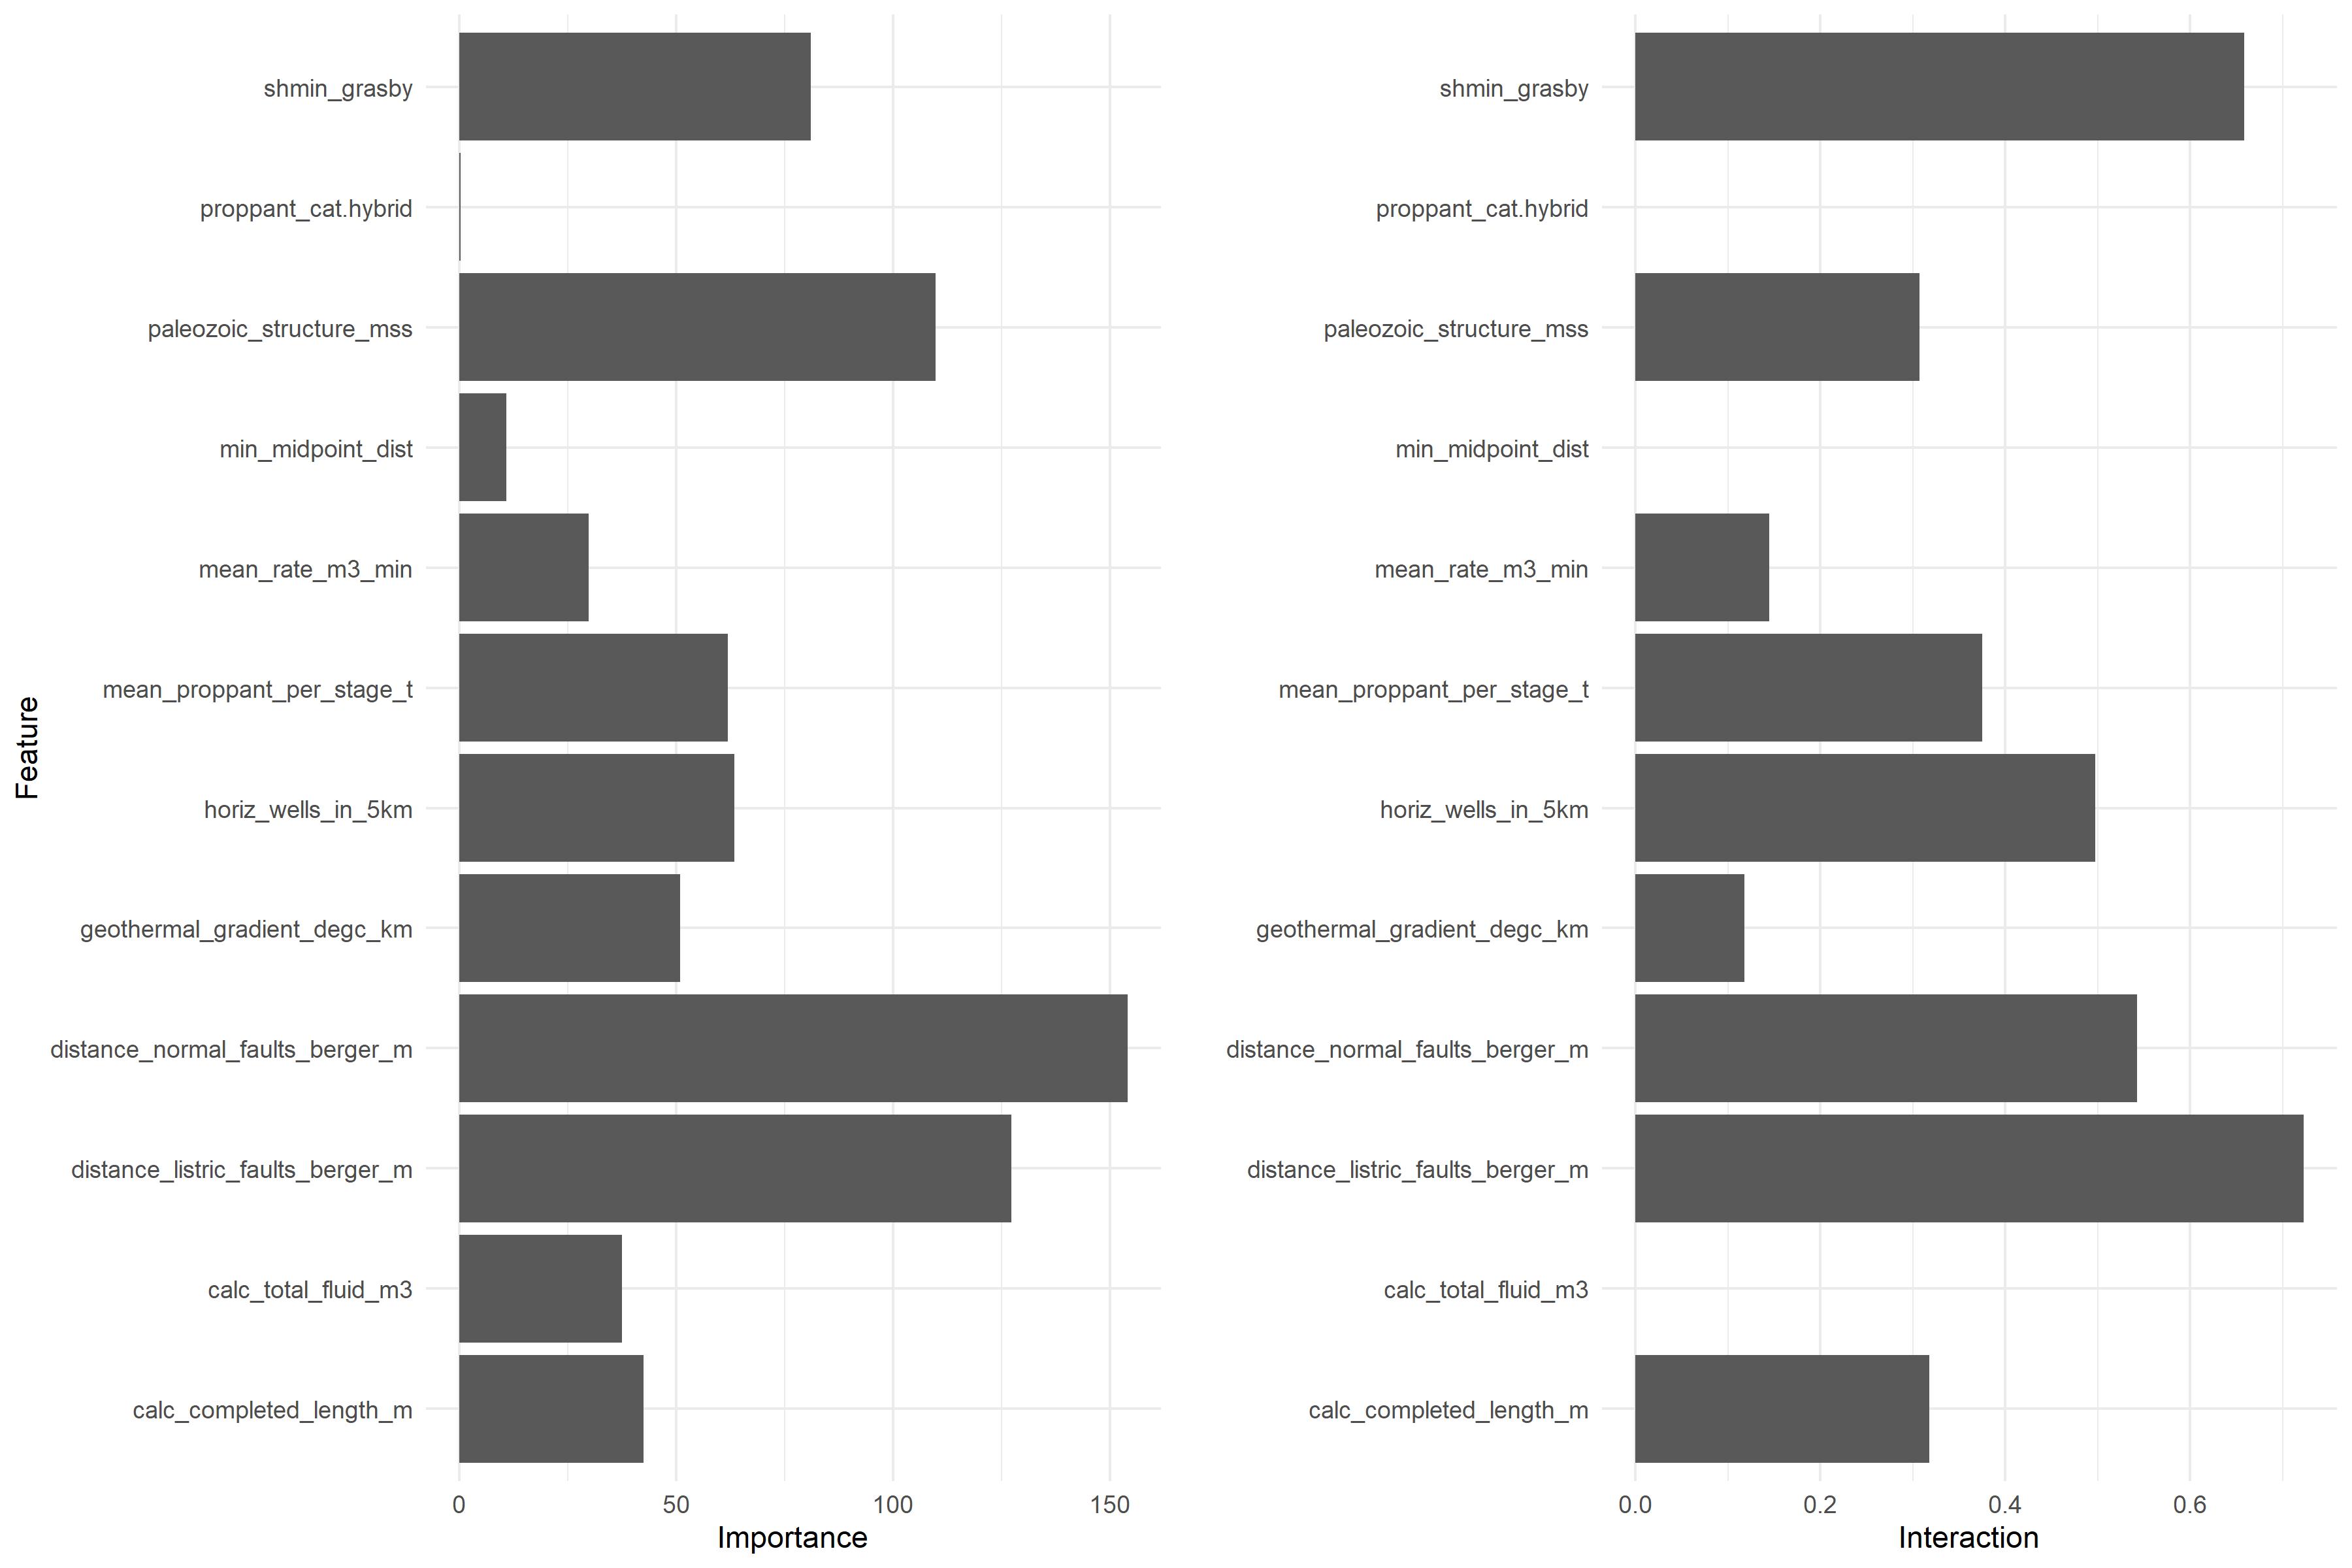 Feature
shmin_grasby
proppant_cat.hybrid
paleozoic_structure_mss
min_midpoint_dist
mean_rate_m3_min
mean_proppant_per_stage_t
horiz_wells_in_5km
geothermal_gradient_degc_km
distance_normal_faults_berger_m
distance_listric_faults_berger_m
calc_total_fluid_m3
calc_completed_length_m
0 50 100 150
Importance
shmin_grasby
proppant_cat.hybrid
paleozoic_structure_mss
min_midpoint_dist
mean_rate_m3_min
mean_proppant_per_stage_t
horiz_wells_in_5km
geothermal_gradient_degc_km
distance_normal_faults_berger_m
distance_listric_faults_berger_m
calc_total_fluid_m3
calc_completed_length_m
0.0 0.2 0.4 0.6
Interaction